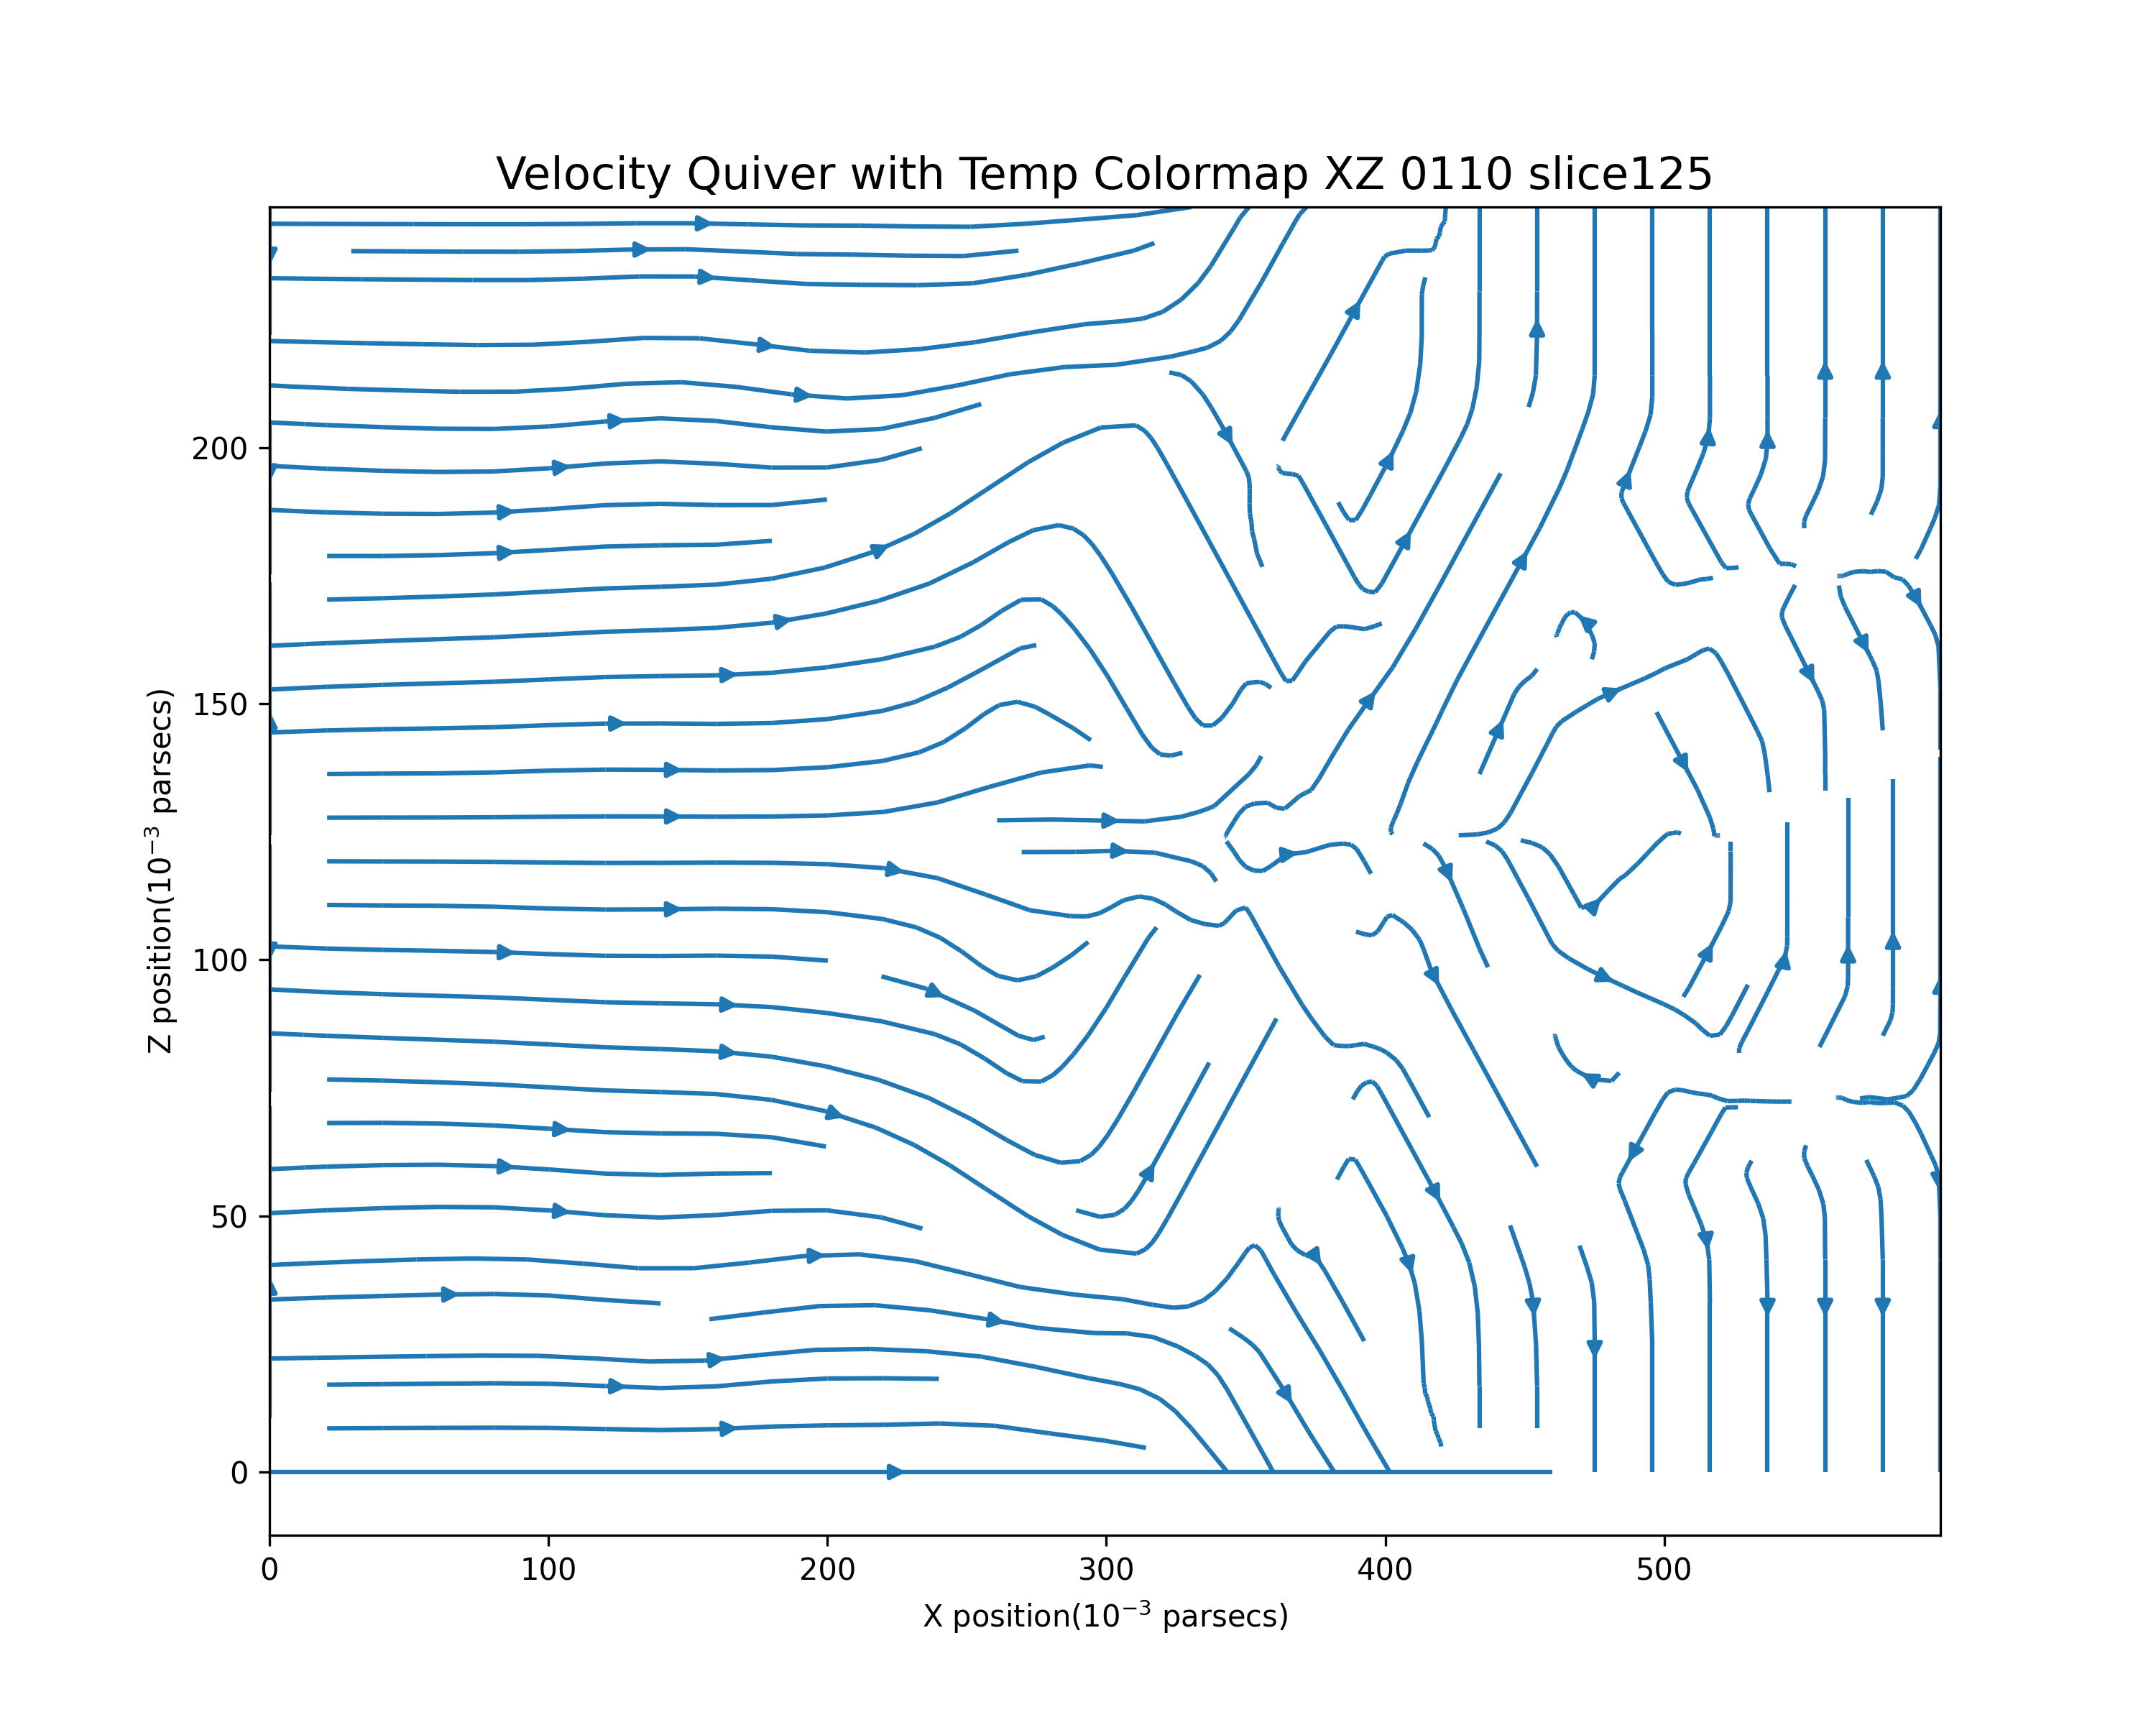 Velocity Quiver with Temp Colormap XZ 0110 slice125
Z position(10⁻³ parsecs)
200
150
100
50
0
0 100 200 300 400 500
X position(10⁻³ parsecs)